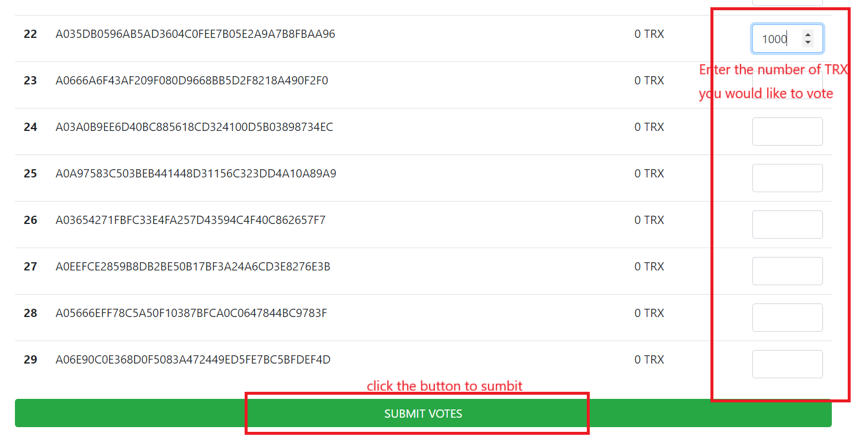 22 A035DB0596AB5AD3604C0FEE7B05E2A9A7B8FBAA96 0 TRX 1000
Enter the number of TRX
23 A0666A6F43AF209F080D9668BB5D2F8218A490F2F0 0 TRX
you would like to vote
24 A03A0B9EE6D40BC885618CD324100D5B03898734EC 0 TRX
25 A0A97583C503BEB441448D31156C323DD4A10A89A9 0 TRX
26 A03654271FBFC33E4FA257D43594C4F40C862657F7 0 TRX
27 A0EEFCE2859B8DB2BE50B17BF3A24A6CD3E8276E3B 0 TRX
28 A05666EFF78C5A50F10387BFCA0C0647844BC9783F 0 TRX
29 A06E90C0E368D0F5083A472449ED5FE7BC5BFDEF4D 0 TRX
click the button to sumbit
SUBMIT VOTES